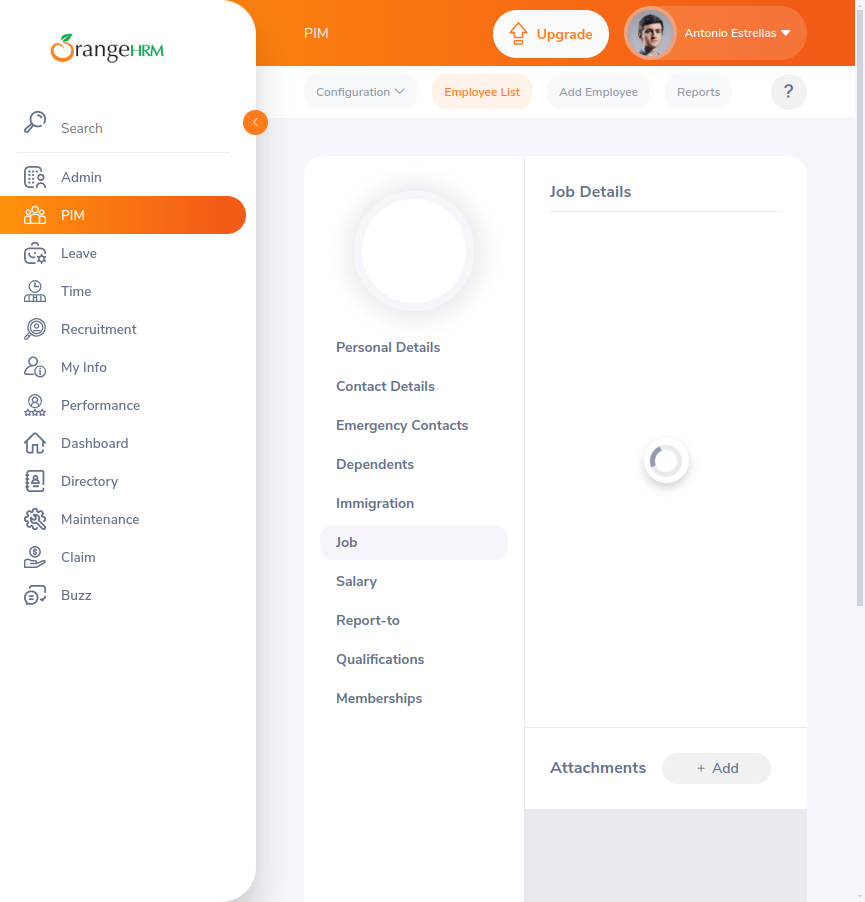 OrangeHRM
Search
Admin
PIM
Leave
Time
Recruitment
My Info
Performance
Dashboard
Directory
Maintenance
Claim
Buzz
PIM
Upgrade
Antonio Estrellas
Configuration
Employee List
Add Employee
Reports
?
Personal Details
Contact Details
Emergency Contacts
Dependents
Immigration
Job
Salary
Report-to
Qualifications
Memberships
Job Details
Attachments
+ Add